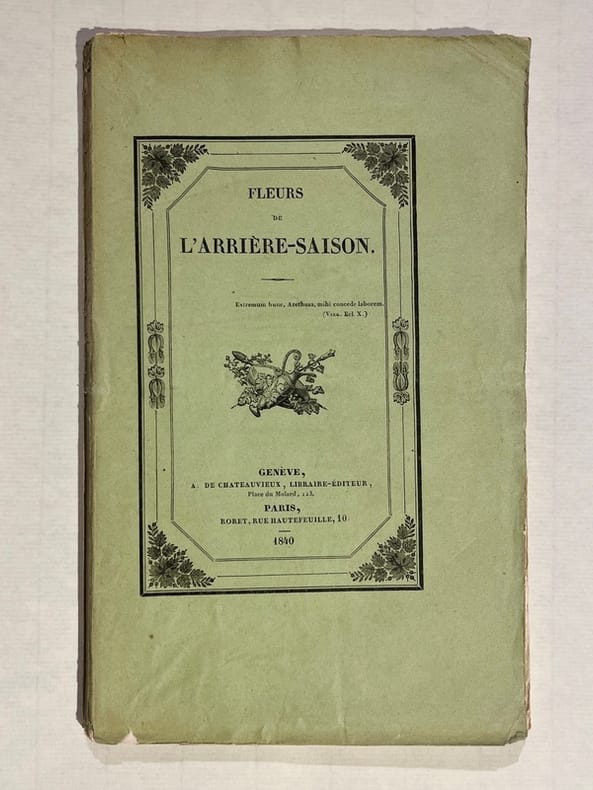 FLEURS
DE
L'ARRIÈRE-SAISON.
Extremum hunc, Arethusa, mihi concede laborem.
(Virg. Ecl. X.)
GENÈVE,
A. DE CHATEAUVIEUX, LIBRAIRE-ÉDITEUR,
Place du Molard, 123.
PARIS,
RORET, RUE HAUTEFEUILLE, 10.
1840